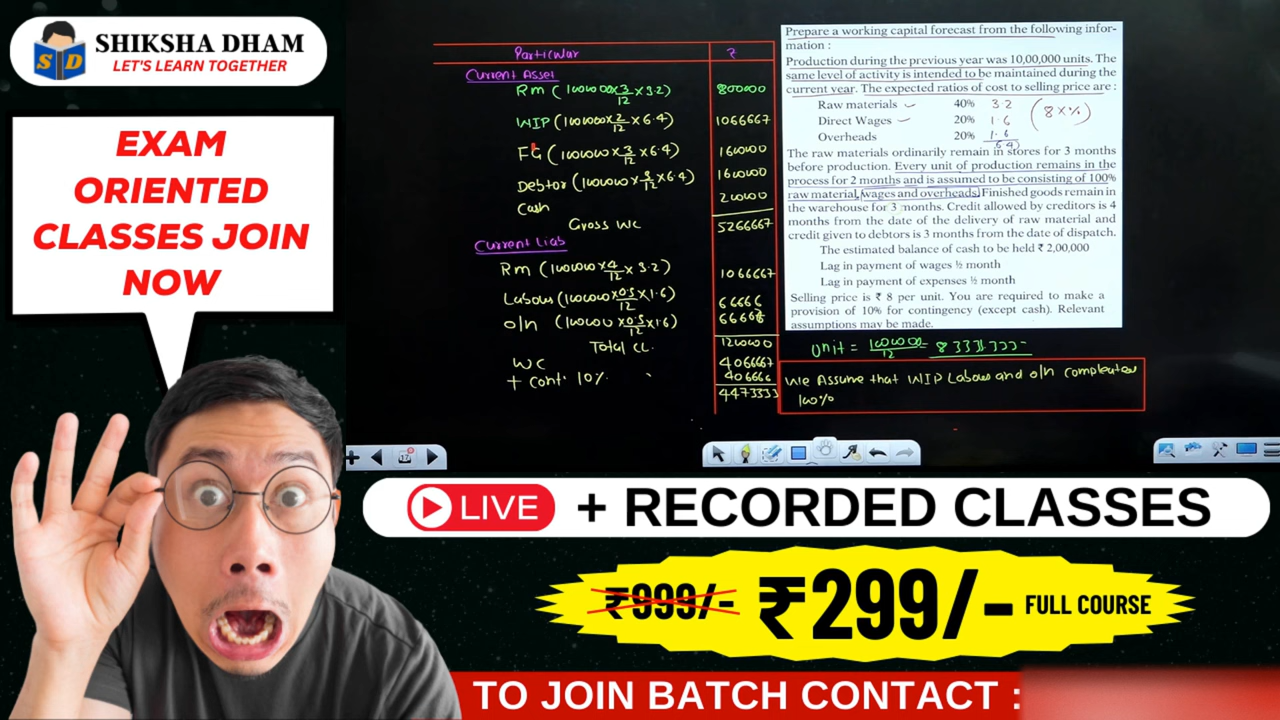 SHIKSHA DHAM
LET'S LEARN TOGETHER
S D
EXAM
ORIENTED
CLASSES JOIN
NOW
Particular ₹
Current Asset
Rm (1000000×3/12×3.2) 800000
WIP (1000000×2/12×6.4) 1066667
FG (1000000×3/12×6.4) 1600000
Debtor (1000000×3/12×6.4) 1600000
Cash 200000
Gross WC 5266667
Current Liab
Rm (1000000×4/12×3.2) 1066667
Labour (1000000×0.5/12×1.6) 66666
o/h (1000000×0.5/12×1.6) 66666
Total CL. 1200000
WC 4066667
+ cont. 10% 406666
4473333
Prepare a working capital forecast from the following infor-
mation :
Production during the previous year was 10,00,000 units. The
same level of activity is intended to be maintained during the
current year. The expected ratios of cost to selling price are :
Raw materials 40% 3.2 (8×%)
Direct Wages 20% 1.6
Overheads 20% 1.6
6.4
The raw materials ordinarily remain in stores for 3 months
before production. Every unit of production remains in the
process for 2 months and is assumed to be consisting of 100%
raw material, wages and overheads. Finished goods remain in
the warehouse for 3 months. Credit allowed by creditors is 4
months from the date of the delivery of raw material and
credit given to debtors is 3 months from the date of dispatch.
The estimated balance of cash to be held ₹ 2,00,000
Lag in payment of wages ½ month
Lag in payment of expenses ½ month
Selling price is ₹ 8 per unit. You are required to make a
provision of 10% for contingency (except cash). Relevant
assumptions may be made.
Unit = 1000000/12 =
We Assume that WIP Labour and o/h completed
100%
LIVE + RECORDED CLASSES
₹999/- ₹299/- FULL COURSE
TO JOIN BATCH CONTACT :